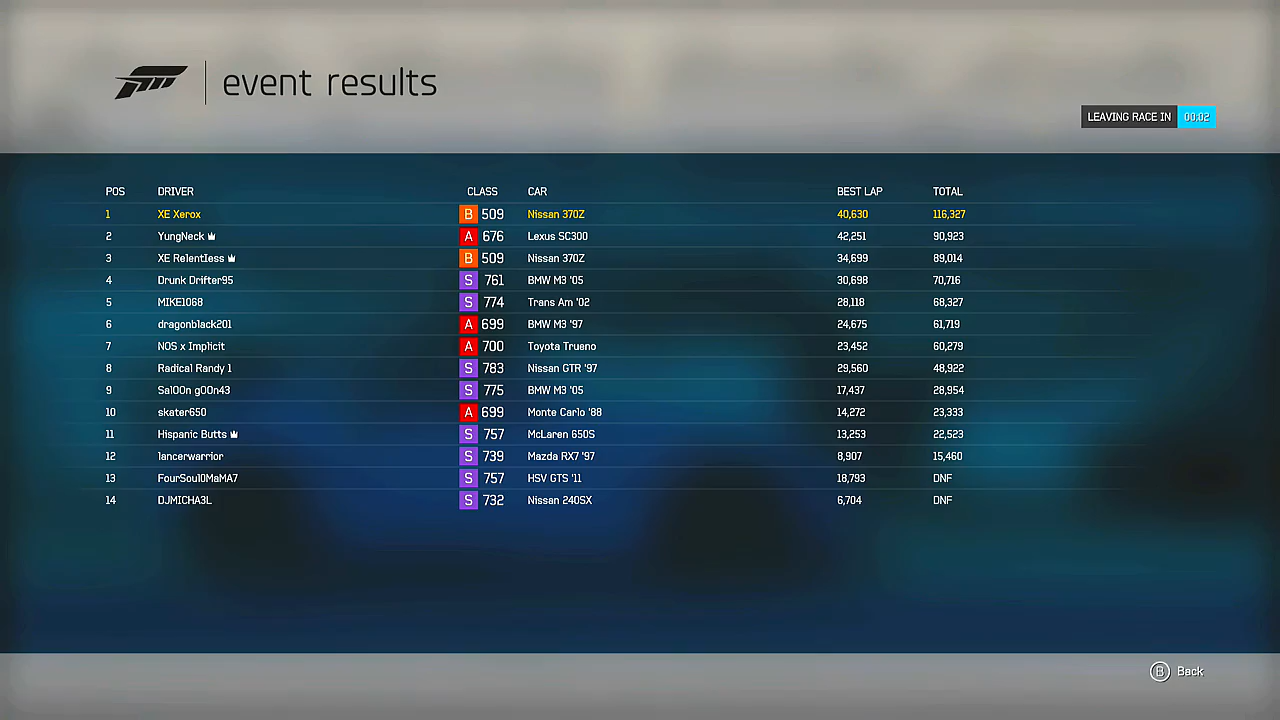 event results
LEAVING RACE IN 00:02
POS DRIVER CLASS CAR BEST LAP TOTAL
1 XE Xerox B 509 Nissan 370Z 40,630 116,327
2 YungNeck A 676 Lexus SC300 42,251 90,923
3 XE Relentless B 509 Nissan 370Z 34,699 89,014
4 Drunk Drifter95 S 761 BMW M3 '05 30,698 70,716
5 MIKE1068 S 774 Trans Am '02 28,118 68,327
6 dragonblack201 A 699 BMW M3 '97 24,675 61,719
7 NOS x Implicit A 700 Toyota Trueno 23,452 60,279
8 Radical Randy 1 S 783 Nissan GTR '97 29,560 48,922
9 Sal00n g00n43 S 775 BMW M3 '05 17,437 28,954
10 skater650 A 699 Monte Carlo '88 14,272 23,333
11 Hispanic Butts S 757 McLaren 650S 13,253 22,523
12 lancerwarrior S 739 Mazda RX7 '97 8,907 15,460
13 FourSoul0MaMA7 S 757 HSV GTS '11 18,793 DNF
14 DJMICHA3L S 732 Nissan 240SX 6,704 DNF
B Back